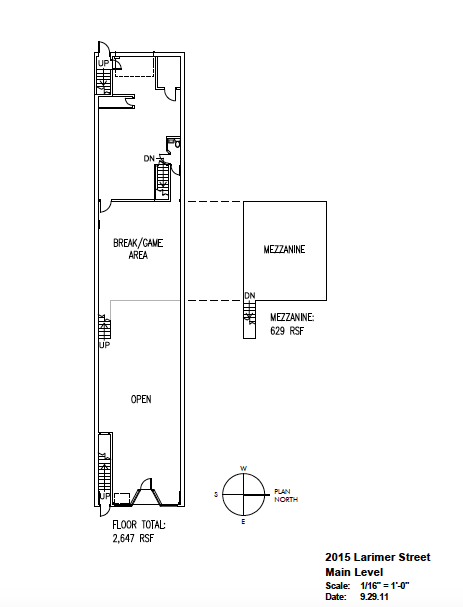 UP
DN
BREAK/GAME
AREA
MEZZANINE
DN
MEZZANINE:
629 RSF
UP
OPEN
UP
W
S
PLAN
NORTH
E
FLOOR TOTAL:
2,647 RSF
2015 Larimer Street
Main Level
Scale: 1/16" = 1'-0"
Date: 9.29.11